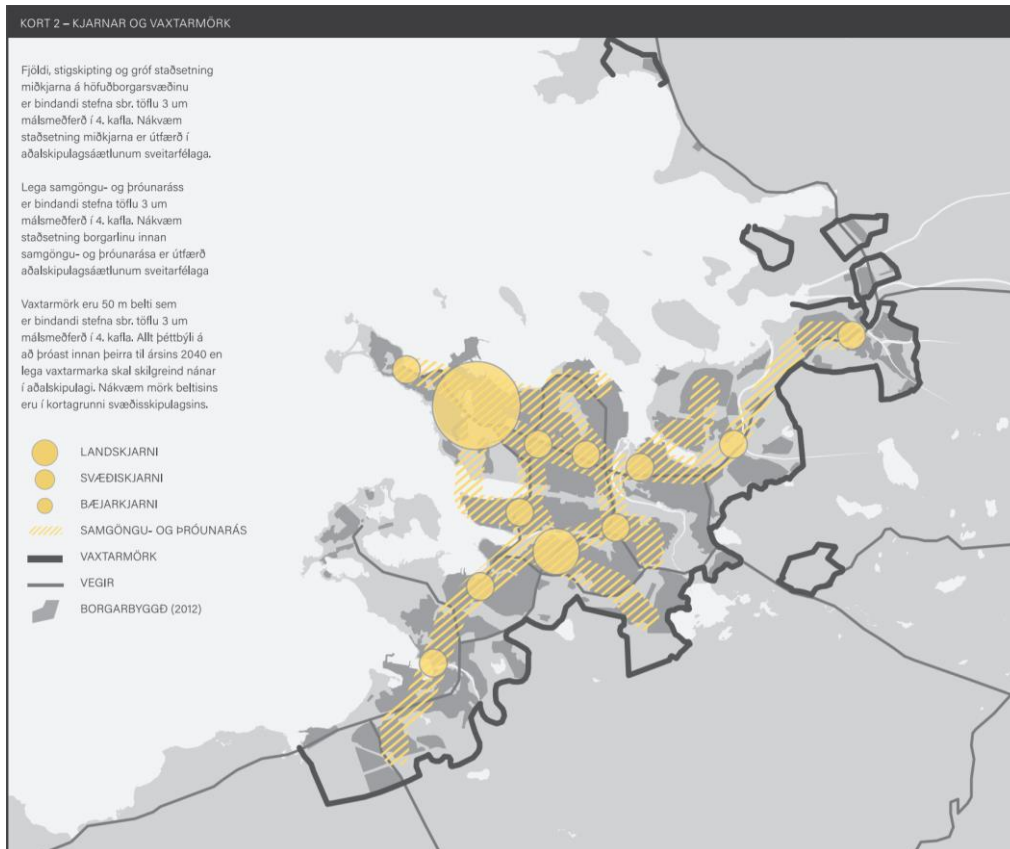 KORT 2 – KJARNAR OG VAXTARMÖRK
Fjöldi, stigskipting og gróf staðsetning
miðkjarna á höfuðborgarsvæðinu
er bindandi stefna sbr. töflu 3 um
málsmeðferð í 4. kafla. Nákvæm
staðsetning miðkjarna er útfærð í
aðalskipulagsáætlunum sveitarfélaga.
Lega samgöngu- og þróunaráss
er bindandi stefna töflu 3 um
málsmeðferð í 4. kafla. Nákvæm
staðsetning borgarlínu innan
samgöngu- og þróunarása er útfærð
aðalskipulagsáætlunum sveitarfélaga
Vaxtarmörk eru 50 m belti sem
er bindandi stefna sbr. töflu 3 um
málsmeðferð í 4. kafla. Allt þéttbýli á
að þróast innan þeirra til ársins 2040 en
lega vaxtarmarka skal skilgreind nánar
í aðalskipulagi. Nákvæm mörk beltisins
eru í kortagrunni svæðisskipulagsins.
LANDSKJARNI
SVÆÐISKJARNI
BÆJARKJARNI
SAMGÖNGU- OG ÞRÓUNARÁS
VAXTARMÖRK
VEGIR
BORGARBYGGÐ (2012)